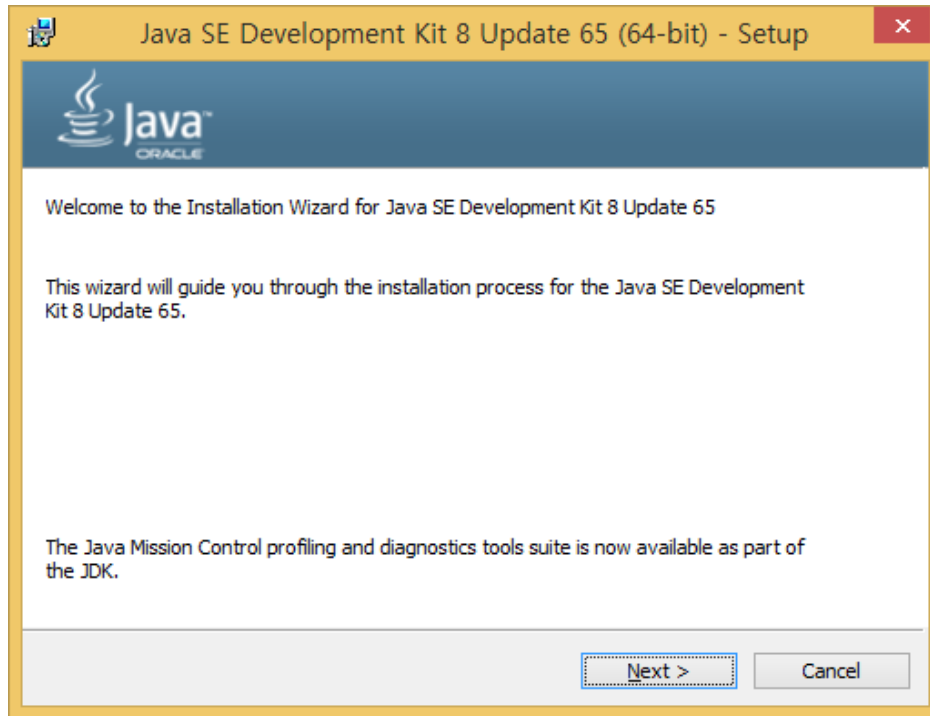 Java SE Development Kit 8 Update 65 (64-bit) - Setup
Java™
ORACLE
Welcome to the Installation Wizard for Java SE Development Kit 8 Update 65
This wizard will guide you through the installation process for the Java SE Development
Kit 8 Update 65.
The Java Mission Control profiling and diagnostics tools suite is now available as part of
the JDK.
Next >
Cancel